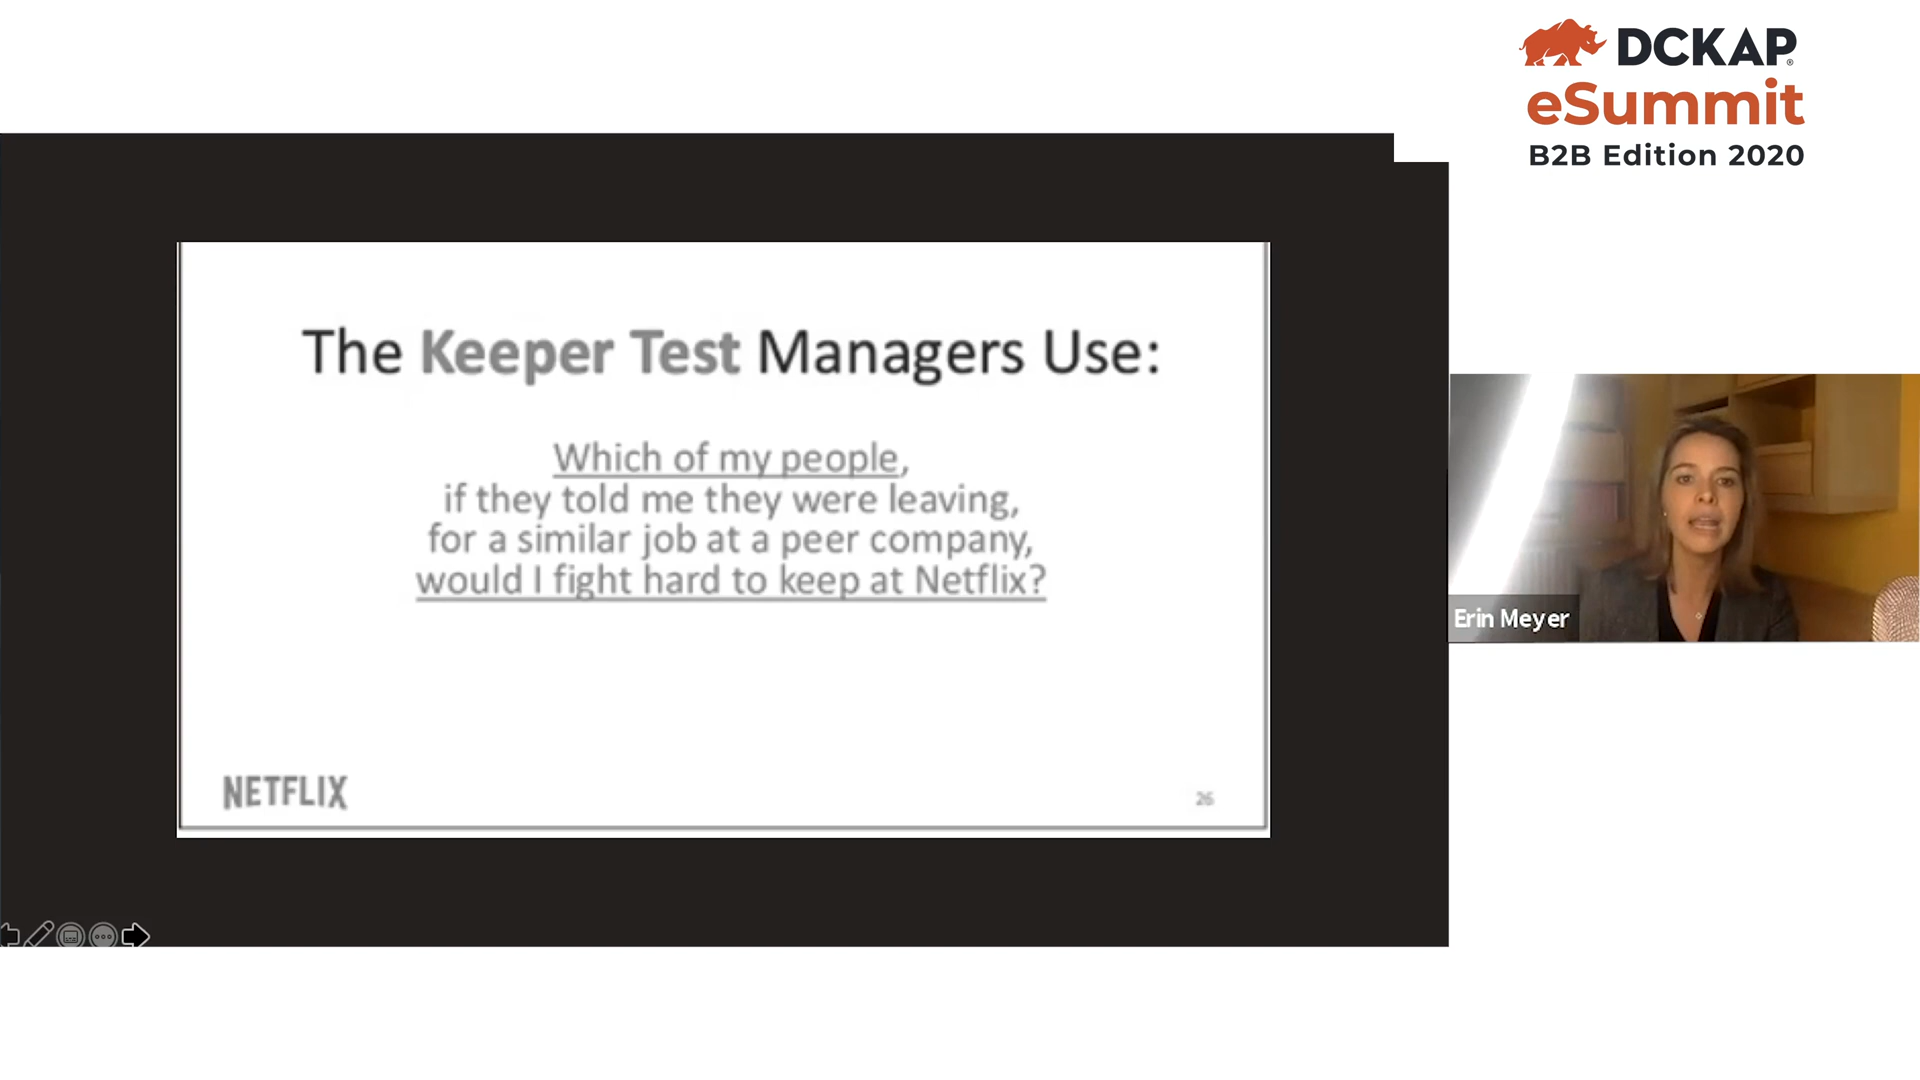 DCKAP®
eSummit
B2B Edition 2020
The Keeper Test Managers Use:
Which of my people,
if they told me they were leaving,
for a similar job at a peer company,
would I fight hard to keep at Netflix?
NETFLIX
26
Erin Meyer